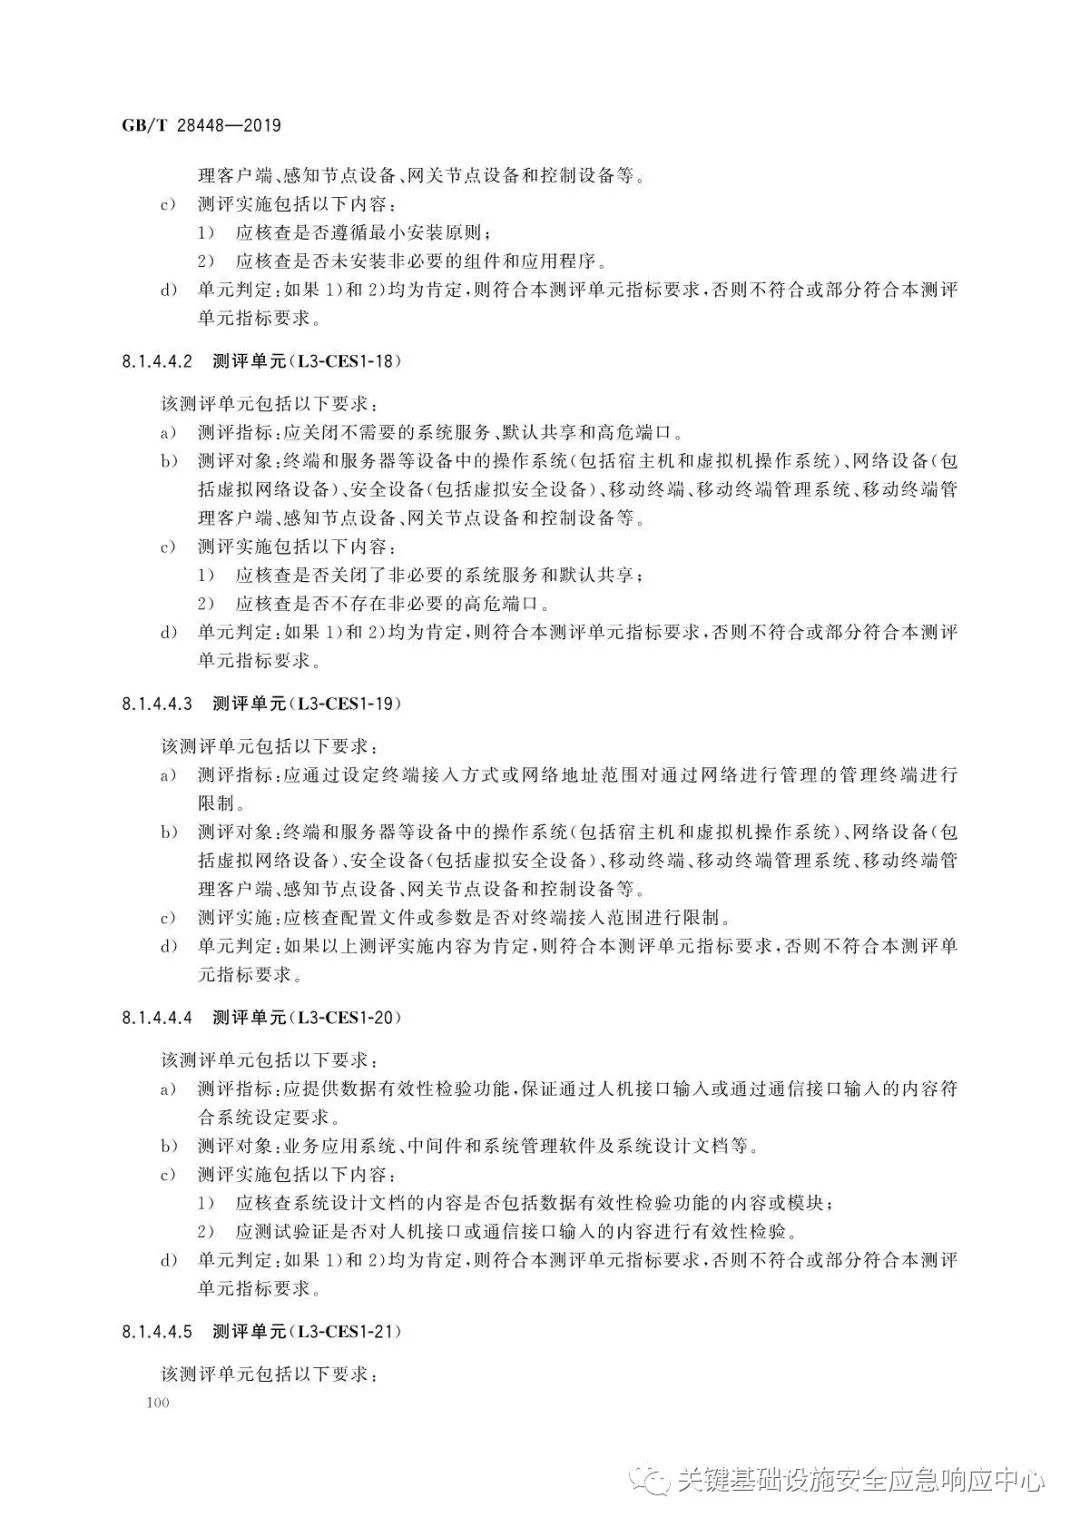 GB/T 28448—2019
理客户端、感知节点设备、网关节点设备和控制设备等。
c) 测评实施包括以下内容:
1) 应核查是否遵循最小安装原则;
2) 应核查是否未安装非必要的组件和应用程序。
d) 单元判定:如果1)和2)均为肯定,则符合本测评单元指标要求,否则不符合或部分符合本测评
单元指标要求。
8.1.4.4.2 测评单元(L3-CES1-18)
该测评单元包括以下要求:
a) 测评指标:应关闭不需要的系统服务、默认共享和高危端口。
b) 测评对象:终端和服务器等设备中的操作系统(包括宿主机和虚拟机操作系统)、网络设备(包
括虚拟网络设备)、安全设备(包括虚拟安全设备)、移动终端、移动终端管理系统、移动终端管
理客户端、感知节点设备、网关节点设备和控制设备等。
c) 测评实施包括以下内容:
1) 应核查是否关闭了非必要的系统服务和默认共享;
2) 应核查是否不存在非必要的高危端口。
d) 单元判定:如果1)和2)均为肯定,则符合本测评单元指标要求,否则不符合或部分符合本测评
单元指标要求。
8.1.4.4.3 测评单元(L3-CES1-19)
该测评单元包括以下要求:
a) 测评指标:应通过设定终端接入方式或网络地址范围对通过网络进行管理的管理终端进行
限制。
b) 测评对象:终端和服务器等设备中的操作系统(包括宿主机和虚拟机操作系统)、网络设备(包
括虚拟网络设备)、安全设备(包括虚拟安全设备)、移动终端、移动终端管理系统、移动终端管
理客户端、感知节点设备、网关节点设备和控制设备等。
c) 测评实施:应核查配置文件或参数是否对终端接入范围进行限制。
d) 单元判定:如果以上测评实施内容为肯定,则符合本测评单元指标要求,否则不符合本测评单
元指标要求。
8.1.4.4.4 测评单元(L3-CES1-20)
该测评单元包括以下要求:
a) 测评指标:应提供数据有效性检验功能,保证通过人机接口输入或通过通信接口输入的内容符
合系统设定要求。
b) 测评对象:业务应用系统、中间件和系统管理软件及系统设计文档等。
c) 测评实施包括以下内容:
1) 应核查系统设计文档的内容是否包括数据有效性检验功能的内容或模块;
2) 应测试验证是否对人机接口或通信接口输入的内容进行有效性检验。
d) 单元判定:如果1)和2)均为肯定,则符合本测评单元指标要求,否则不符合或部分符合本测评
单元指标要求。
8.1.4.4.5 测评单元(L3-CES1-21)
该测评单元包括以下要求:
100
关键基础设施安全应急响应中心